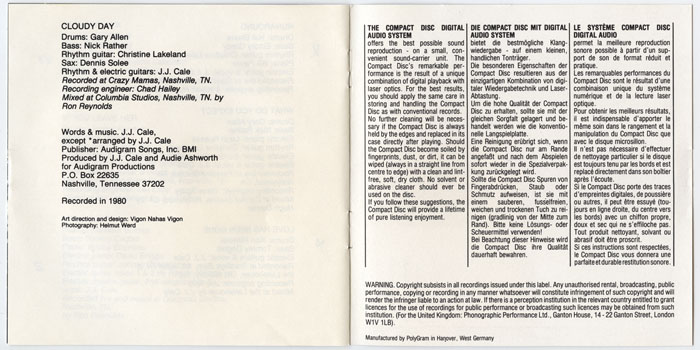 CLOUDY DAY
Drums: Gary Allen
Bass: Nick Rather
Rhythm guitar: Christine Lakeland
Sax: Dennis Solee
Rhythm & electric guitars: J.J. Cale
Recorded at Crazy Mamas, Nashville, TN.
Recording engineer: Chad Hailey
Mixed at Columbia Studios, Nashville, TN. by
Ron Reynolds
Words & music. J.J. Cale,
except *arranged by J.J. Cale
Publisher: Audigram Songs, Inc. BMI
Produced by J.J. Cale and Audie Ashworth
for Audigram Productions
P.O. Box 22635
Nashville, Tennessee 37202
Recorded in 1980
Art direction and design: Vigon Nahas Vigon
Photography: Helmut Werd
THE COMPACT DISC DIGITAL
AUDIO SYSTEM
offers the best possible sound
reproduction - on a small, con-
venient sound-carrier unit. The
Compact Disc's remarkable per-
formance is the result of a unique
combination of digital playback with
laser optics. For the best results,
you should apply the same care in
storing and handling the Compact
Disc as with conventional records.
No further cleaning will be neces-
sary if the Compact Disc is always
held by the edges and replaced in its
case directly after playing. Should
the Compact Disc become soiled by
fingerprints, dust, or dirt, it can be
wiped (always in a straight line from
centre to edge) with a clean and lint-
free, soft, dry cloth. No solvent or
abrasive cleaner should ever be
used on the disc.
If you follow these suggestions, the
Compact Disc will provide a lifetime
of pure listening enjoyment.
DIE COMPACT DISC MIT DIGITAL
AUDIO SYSTEM
bietet die bestmögliche Klang-
wiedergabe - auf einem kleinen,
handlichen Tonträger.
Die besonderen Eigenschaften der
Compact Disc resultieren aus der
einzigartigen Kombination von digi-
taler Wiedergabetechnik und Laser-
Abtastung.
Um die hohe Qualität der Compact
Disc zu erhalten, sollte sie mit der
gleichen Sorgfalt gelagert und be-
handelt werden wie die konventio-
nelle Langspielplatte.
Eine Reinigung erübrigt sich, wenn
die Compact Disc nur am Rande
angefaßt und nach dem Abspielen
sofort wieder in die Spezialverpak-
kung zurückgelegt wird.
Sollte die Compact Disc Spuren von
Fingerabdrücken, Staub oder
Schmutz aufweisen, ist sie mit
einem sauberen, fusselfreien,
weichen und trockenen Tuch zu rei-
nigen (gradlinig von der Mitte zum
Rand). Bitte keine Lösungs- oder
Scheuermittel verwenden!
Bei Beachtung dieser Hinweise wird
die Compact Disc ihre Qualität
dauerhaft bewahren.
LE SYSTÈME COMPACT DISC
DIGITAL AUDIO
permet la meilleure reproduction
sonore possible à partir d'un sup-
port de son de format réduit et
pratique.
Les remarquables performances du
Compact Disc sont le résultat d'une
combinaison unique du système
numérique et de la lecture laser
optique.
Pour obtenir les meilleurs résultats,
il est indispensable d'apporter le
même soin dans le rangement et la
manipulation du Compact Disc que
avec le disque microsillon.
Il n'est pas nécessaire d'effectuer
de nettoyage particulier si le disque
est toujours tenu par les bords et est
replacé directement dans son boîtier
après l'écoute.
Si le Compact Disc porte des traces
d'empreintes digitales, de poussière
ou autres, il peut être essuyé (tou-
jours en ligne droite, du centre vers
les bords) avec un chiffon propre,
doux et sec qui ne s'effiloche pas.
Tout produit nettoyant, solvant ou
abrasif doit être proscrit.
Si ces instructions sont respectées,
le Compact Disc vous donnera une
parfaite et durable restitution sonore.
WARNING. Copyright subsists in all recordings issued under this label. Any unauthorised rental, broadcasting, public
performance, copying or recording in any manner whatsoever will constitute infringement of such copyright and will
render the infringer liable to an action at law. If there is a perception institution in the relevant country entitled to grant
licences for the use of recordings for public performance or broadcasting such licences may be obtained from such
institution. (For the United Kingdom: Phonographic Performance Ltd., Ganton House, 14 - 22 Ganton Street, London
W1V 1LB).
Manufactured by PolyGram in Hanover, West Germany